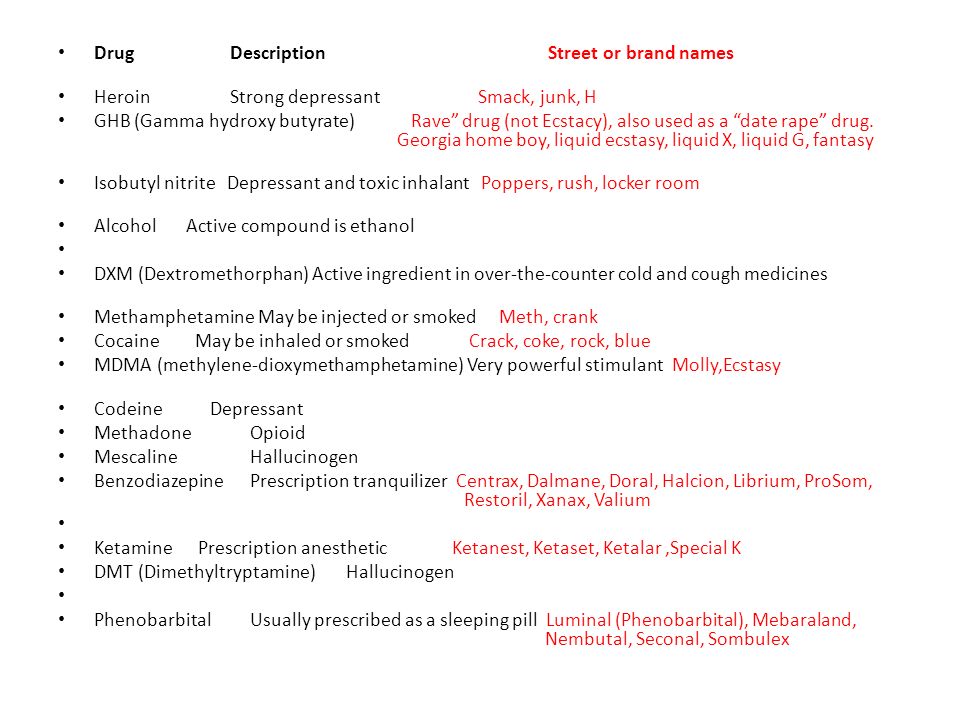 • Drug Description Street or brand names
• Heroin Strong depressant Smack, junk, H
• GHB (Gamma hydroxy butyrate) Rave” drug (not Ecstacy), also used as a “date rape” drug.
Georgia home boy, liquid ecstasy, liquid X, liquid G, fantasy
• Isobutyl nitrite Depressant and toxic inhalant Poppers, rush, locker room
• Alcohol Active compound is ethanol
•
• DXM (Dextromethorphan) Active ingredient in over-the-counter cold and cough medicines
• Methamphetamine May be injected or smoked Meth, crank
• Cocaine May be inhaled or smoked Crack, coke, rock, blue
• MDMA (methylene-dioxymethamphetamine) Very powerful stimulant Molly,Ecstasy
• Codeine Depressant
• Methadone Opioid
• Mescaline Hallucinogen
• Benzodiazepine Prescription tranquilizer Centrax, Dalmane, Doral, Halcion, Librium, ProSom,
Restoril, Xanax, Valium
•
• Ketamine Prescription anesthetic Ketanest, Ketaset, Ketalar ,Special K
• DMT (Dimethyltryptamine) Hallucinogen
•
• Phenobarbital Usually prescribed as a sleeping pill Luminal (Phenobarbital), Mebaraland,
Nembutal, Seconal, Sombulex